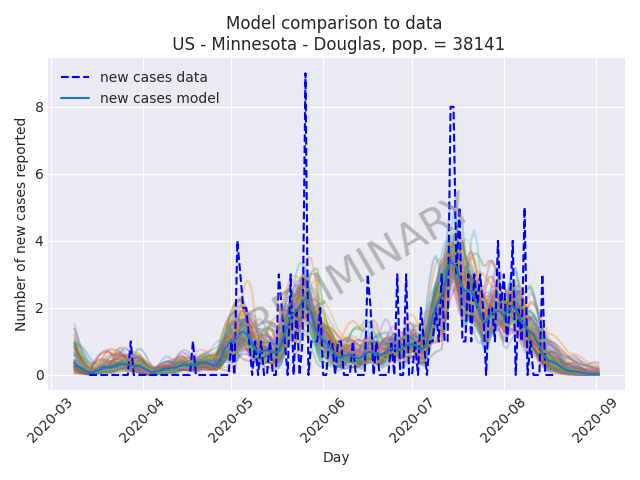 Model comparison to data
US - Minnesota - Douglas, pop. = 38141
new cases data
new cases model
PRELIMINARY
Number of new cases reported
8
6
4
2
0
2020-03
2020-04
2020-05
2020-06
2020-07
2020-08
2020-09
Day